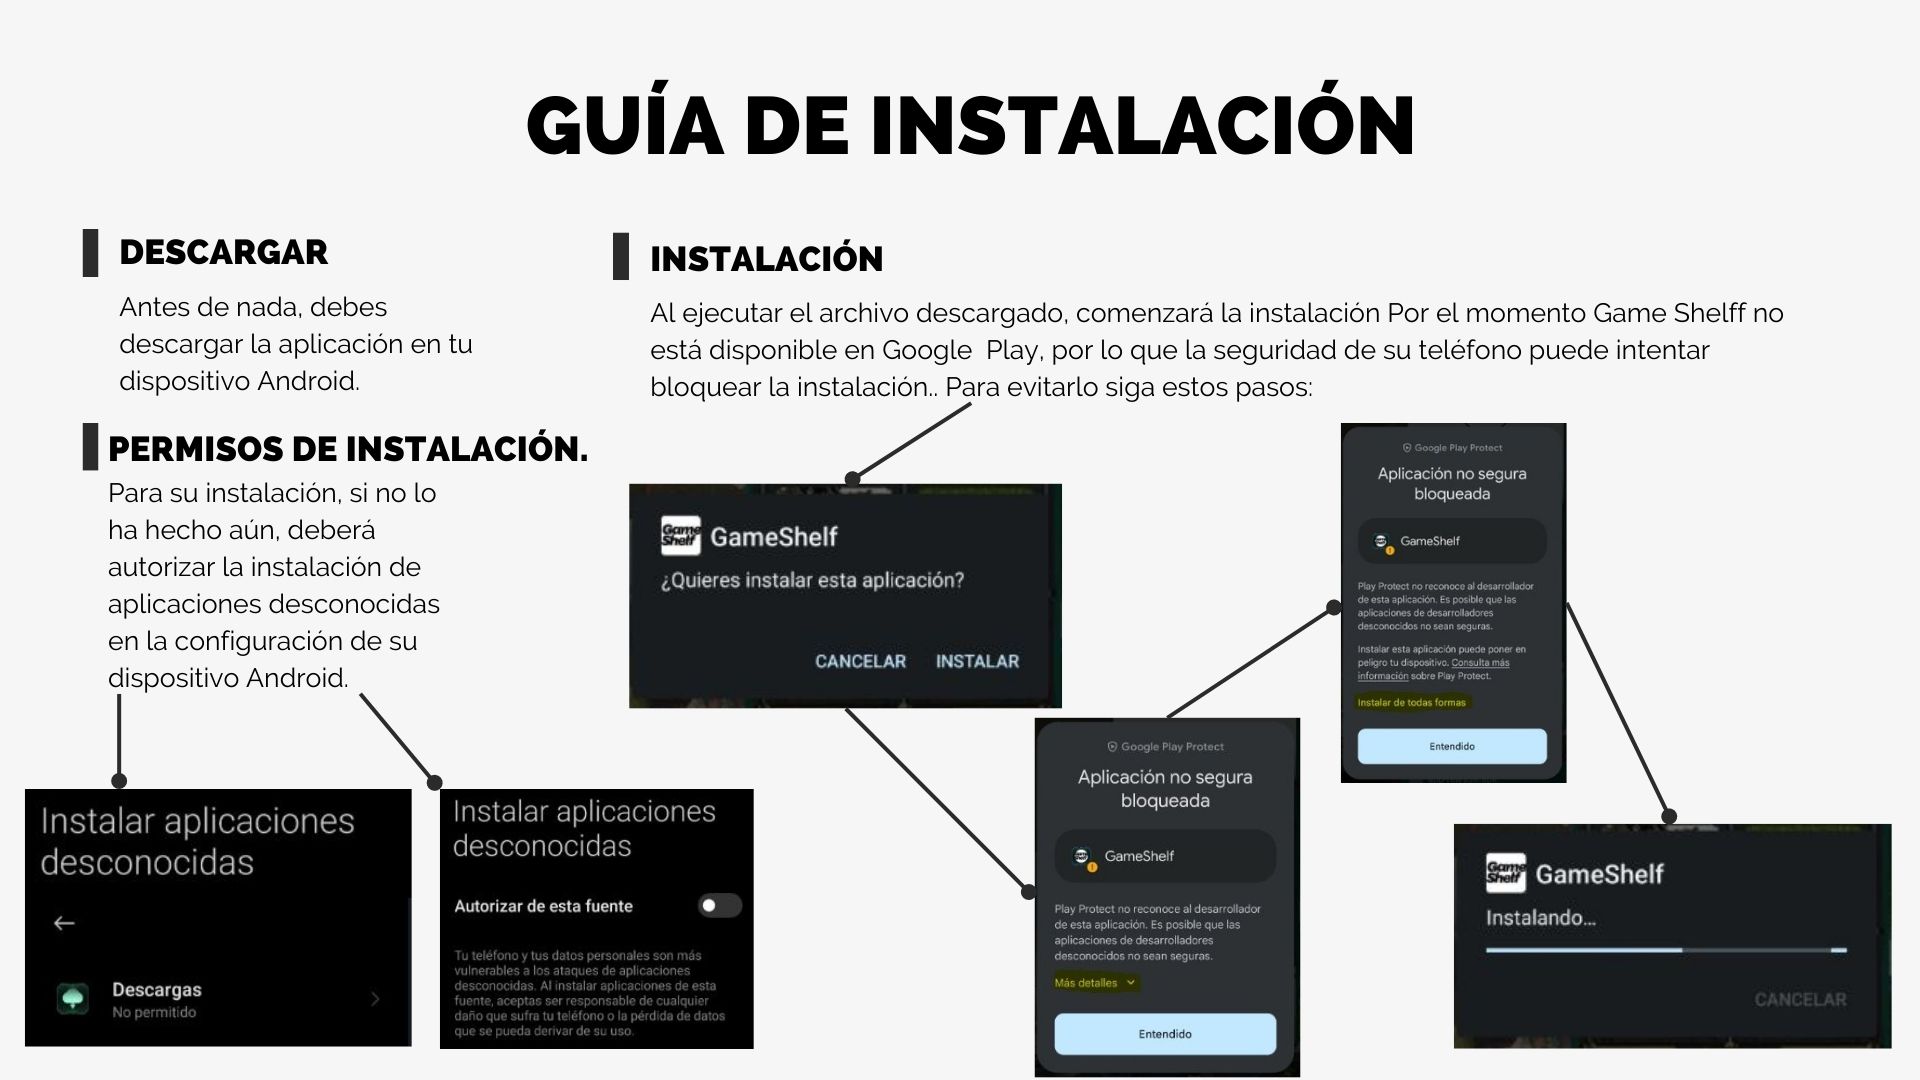 GUÍA DE INSTALACIÓN
DESCARGAR
Antes de nada, debes
descargar la aplicación en tu
dispositivo Android.
PERMISOS DE INSTALACIÓN.
Para su instalación, si no lo
ha hecho aún, deberá
autorizar la instalación de
aplicaciones desconocidas
en la configuración de su
dispositivo Android.
Instalar aplicaciones
desconocidas
Descargas
No permitido
Instalar aplicaciones
desconocidas
Autorizar de esta fuente
Tu teléfono y tus datos personales son más
vulnerables a los ataques de aplicaciones
desconocidas. Al instalar aplicaciones de esta
fuente, aceptas ser responsable de cualquier
daño que sufra tu teléfono o la pérdida de datos
que se pueda derivar de su uso.
INSTALACIÓN
Al ejecutar el archivo descargado, comenzará la instalación Por el momento Game Shelff no
está disponible en Google  Play, por lo que la seguridad de su teléfono puede intentar
bloquear la instalación.. Para evitarlo siga estos pasos:
Game
Shelf
GameShelf
¿Quieres instalar esta aplicación?
CANCELAR INSTALAR
Google Play Protect
Aplicación no segura
bloqueada
GameShelf
Play Protect no reconoce al desarrollador
de esta aplicación. Es posible que las
aplicaciones de desarrolladores
desconocidos no sean seguras.
Más detalles
Entendido
Google Play Protect
Aplicación no segura
bloqueada
GameShelf
Play Protect no reconoce al desarrollador
de esta aplicación. Es posible que las
aplicaciones de desarrolladores
desconocidos no sean seguras.
Instalar esta aplicación puede poner en
peligro tu dispositivo. Consulta más
información sobre Play Protect.
Instalar de todas formas
Entendido
Game
Shelf
GameShelf
Instalando...
CANCELAR